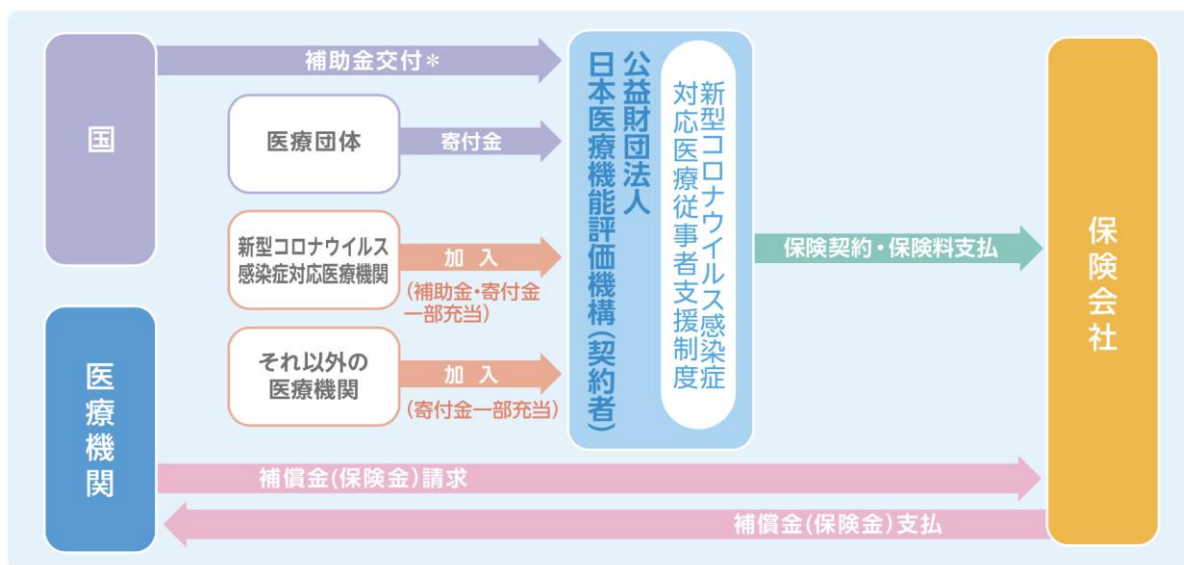 国
補助金交付*
医療団体
寄付金
新型コロナウイルス
感染症対応医療機関
加入
(補助金・寄付金
一部充当)
それ以外の
医療機関
加入
(寄付金一部充当)
公益財団法人
日本医療機能評価機構(契約者)
新型コロナウイルス感染症
対応医療従事者支援制度
保険契約・保険料支払
保険会社
医療機関
補償金(保険金)請求
補償金(保険金)支払